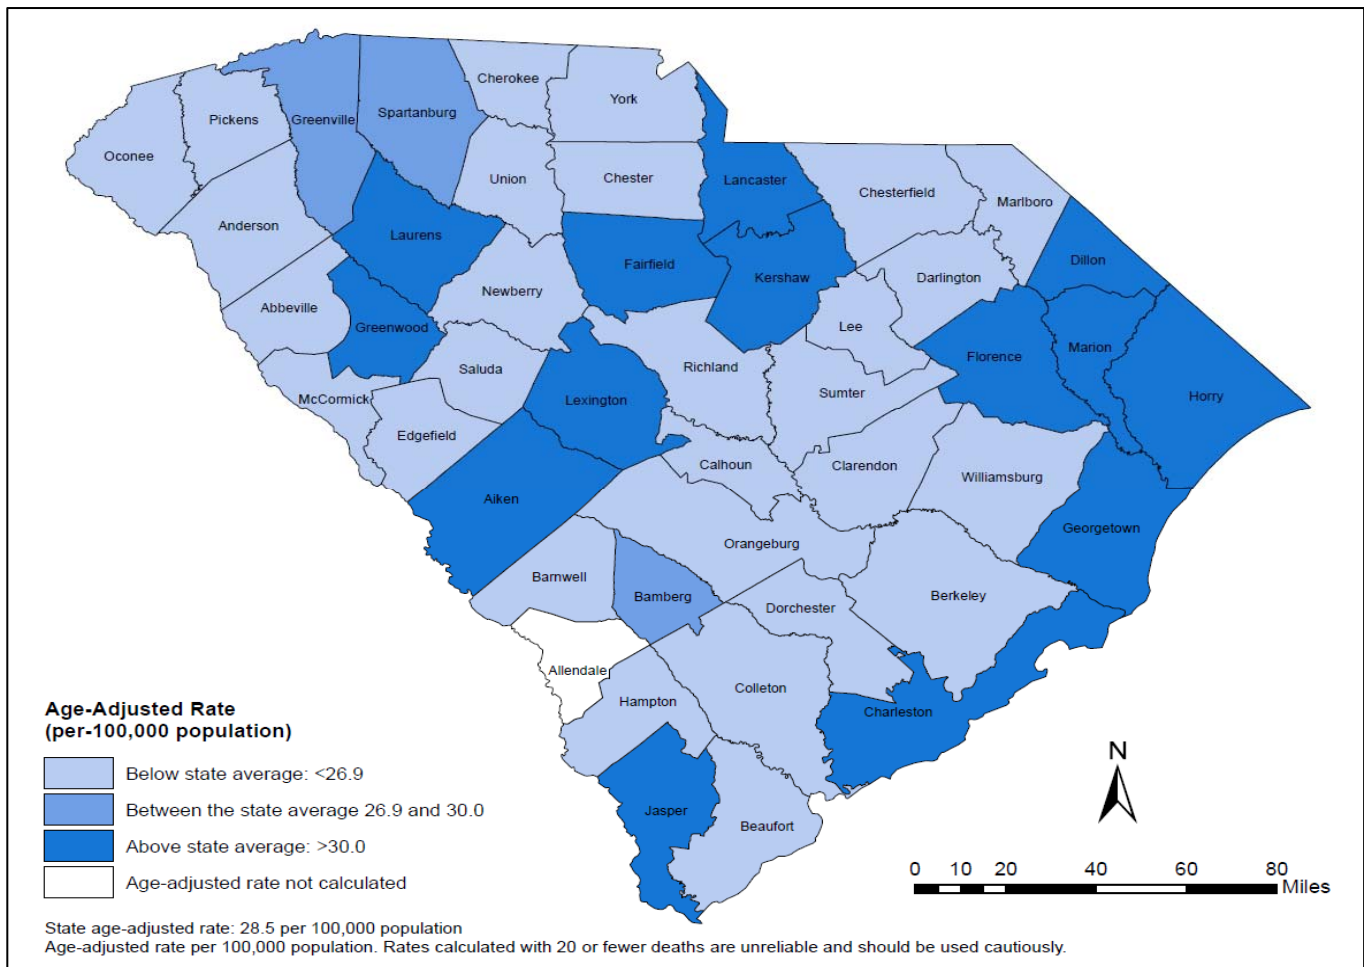 Cherokee
York
Spartanburg
Pickens
Greenville
Oconee
Union
Chester
Lancaster
Chesterfield
Marlboro
Anderson
Laurens
Fairfield
Kershaw
Dillon
Darlington
Newberry
Abbeville
Greenwood
Lee
Florence
Marion
Saluda
Richland
Sumter
Horry
McCormick
Lexington
Edgefield
Calhoun
Clarendon
Williamsburg
Aiken
Georgetown
Orangeburg
Barnwell
Bamberg
Dorchester
Berkeley
Allendale
Hampton
Colleton
Charleston
Jasper
Beaufort
Age-Adjusted Rate
(per-100,000 population)
Below state average: <26.9
Between the state average 26.9 and 30.0
Above state average: >30.0
Age-adjusted rate not calculated
N
0 10 20 40 60 80
Miles
State age-adjusted rate: 28.5 per 100,000 population
Age-adjusted rate per 100,000 population. Rates calculated with 20 or fewer deaths are unreliable and should be used cautiously.